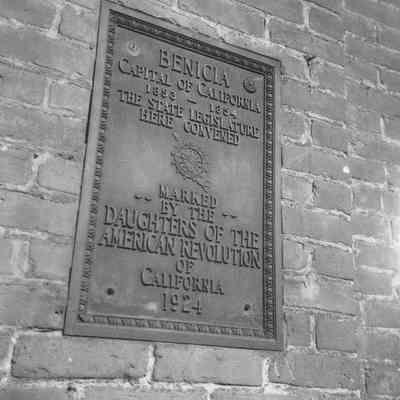 BENICIA
CAPITAL OF CALIFORNIA
1853 - 1854
THE STATE LEGISLATURE
HERE CONVENED
MARKED
-- BY THE --
DAUGHTERS OF THE
AMERICAN REVOLUTION
OF
CALIFORNIA
1924